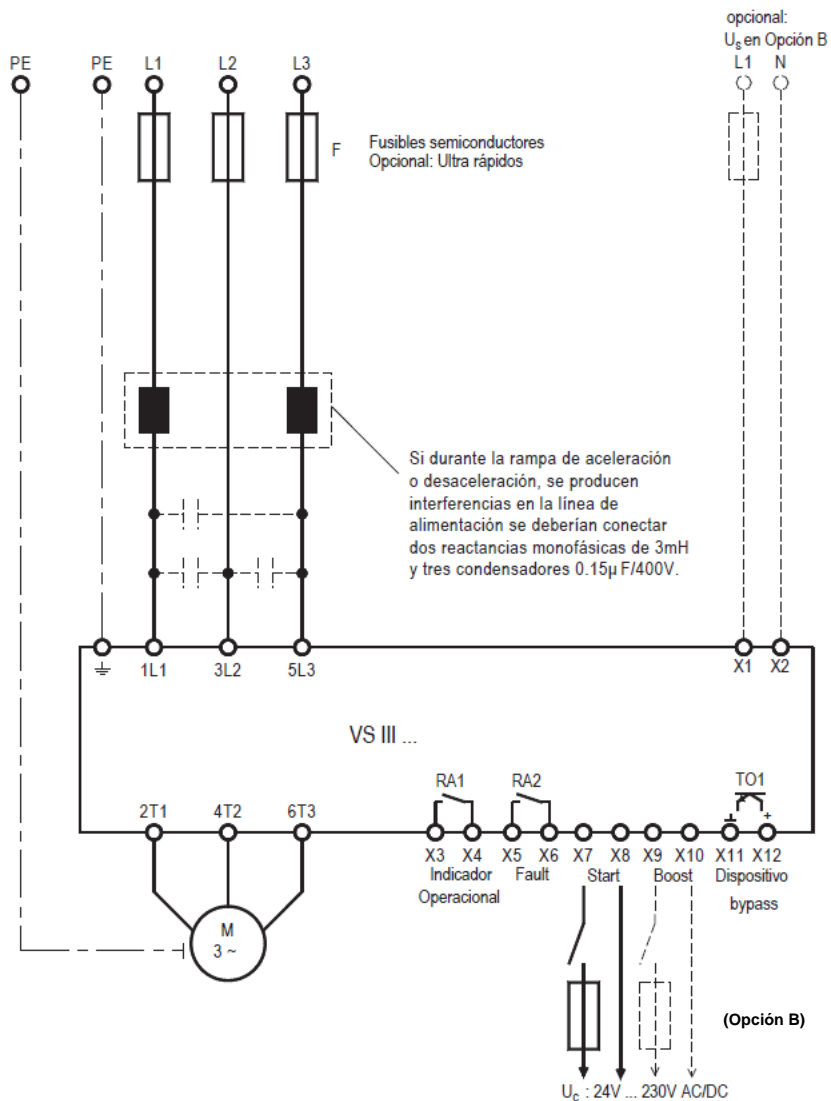 opcional:
Us en Opción B
PE PE L1 L2 L3 L1 N
F
Fusibles semiconductores
Opcional: Ultra rápidos
Si durante la rampa de aceleración
o desaceleración, se producen
interferencias en la línea de
alimentación se deberían conectar
dos reactancias monofásicas de 3mH
y tres condensadores 0.15µ F/400V.
1L1 3L2 5L3 X1 X2
VS III ...
RA1 RA2 TO1
2T1 4T2 6T3
+
X3 X4 X5 X6 X7 X8 X9 X10 X11 X12
Indicador Fault Start Boost Dispositivo
Operacional bypass
M
3 ~
(Opción B)
Uc : 24V ... 230V AC/DC